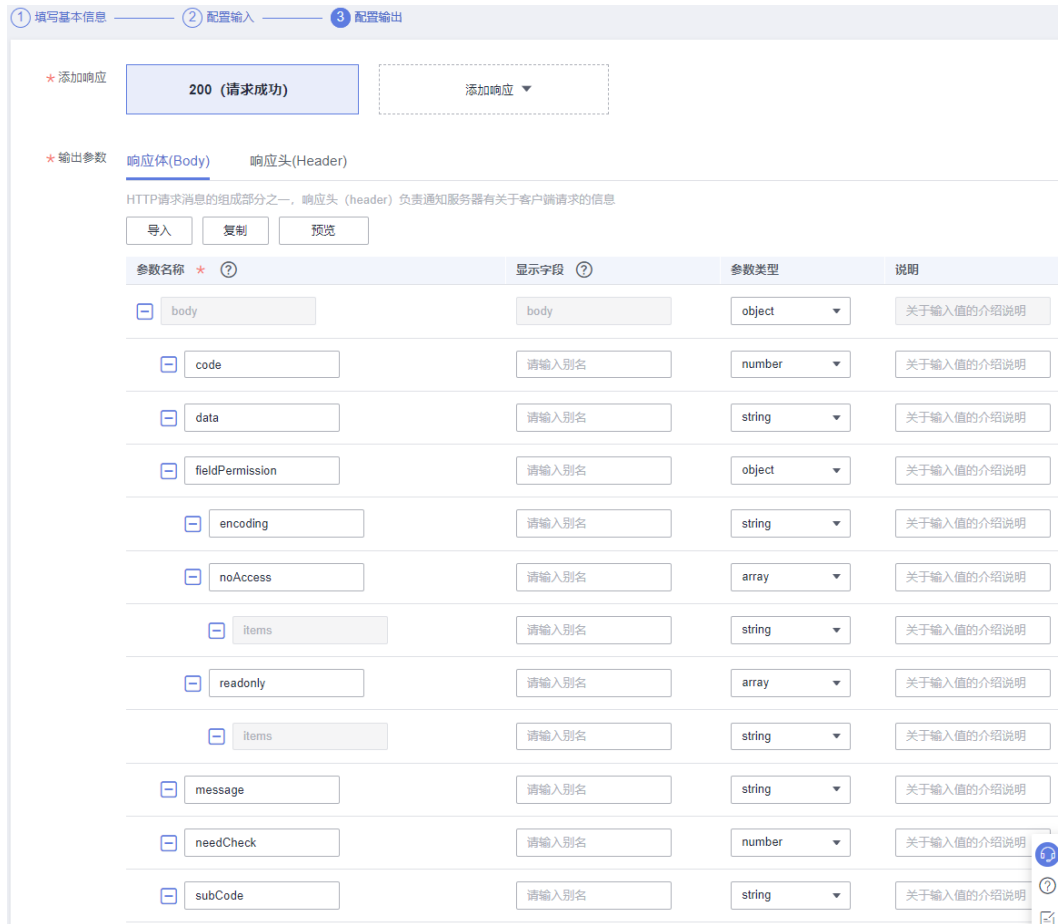 1 填写基本信息 2 配置输入 3 配置输出
* 添加响应 200（请求成功） 添加响应
* 输出参数 响应体(Body) 响应头(Header)
HTTP请求消息的组成部分之一，响应头（header）负责通知服务器有关于客户端请求的信息
导入 复制 预览
参数名称 * ? 显示字段 ? 参数类型 说明
body body object 关于输入值的介绍说明
code 请输入别名 number 关于输入值的介绍说明
data 请输入别名 string 关于输入值的介绍说明
fieldPermission 请输入别名 object 关于输入值的介绍说明
encoding 请输入别名 string 关于输入值的介绍说明
noAccess 请输入别名 array 关于输入值的介绍说明
items 请输入别名 string 关于输入值的介绍说明
readonly 请输入别名 array 关于输入值的介绍说明
items 请输入别名 string 关于输入值的介绍说明
message 请输入别名 string 关于输入值的介绍说明
needCheck 请输入别名 number 关于输入值的介绍说明
subCode 请输入别名 string 关于输入值的介绍说明
?